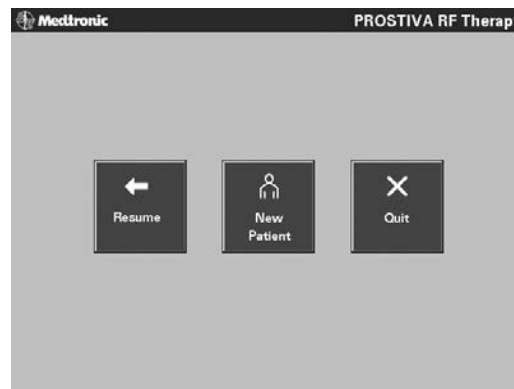 Medtronic
PROSTIVA RF Therap
Resume
New
Patient
Quit